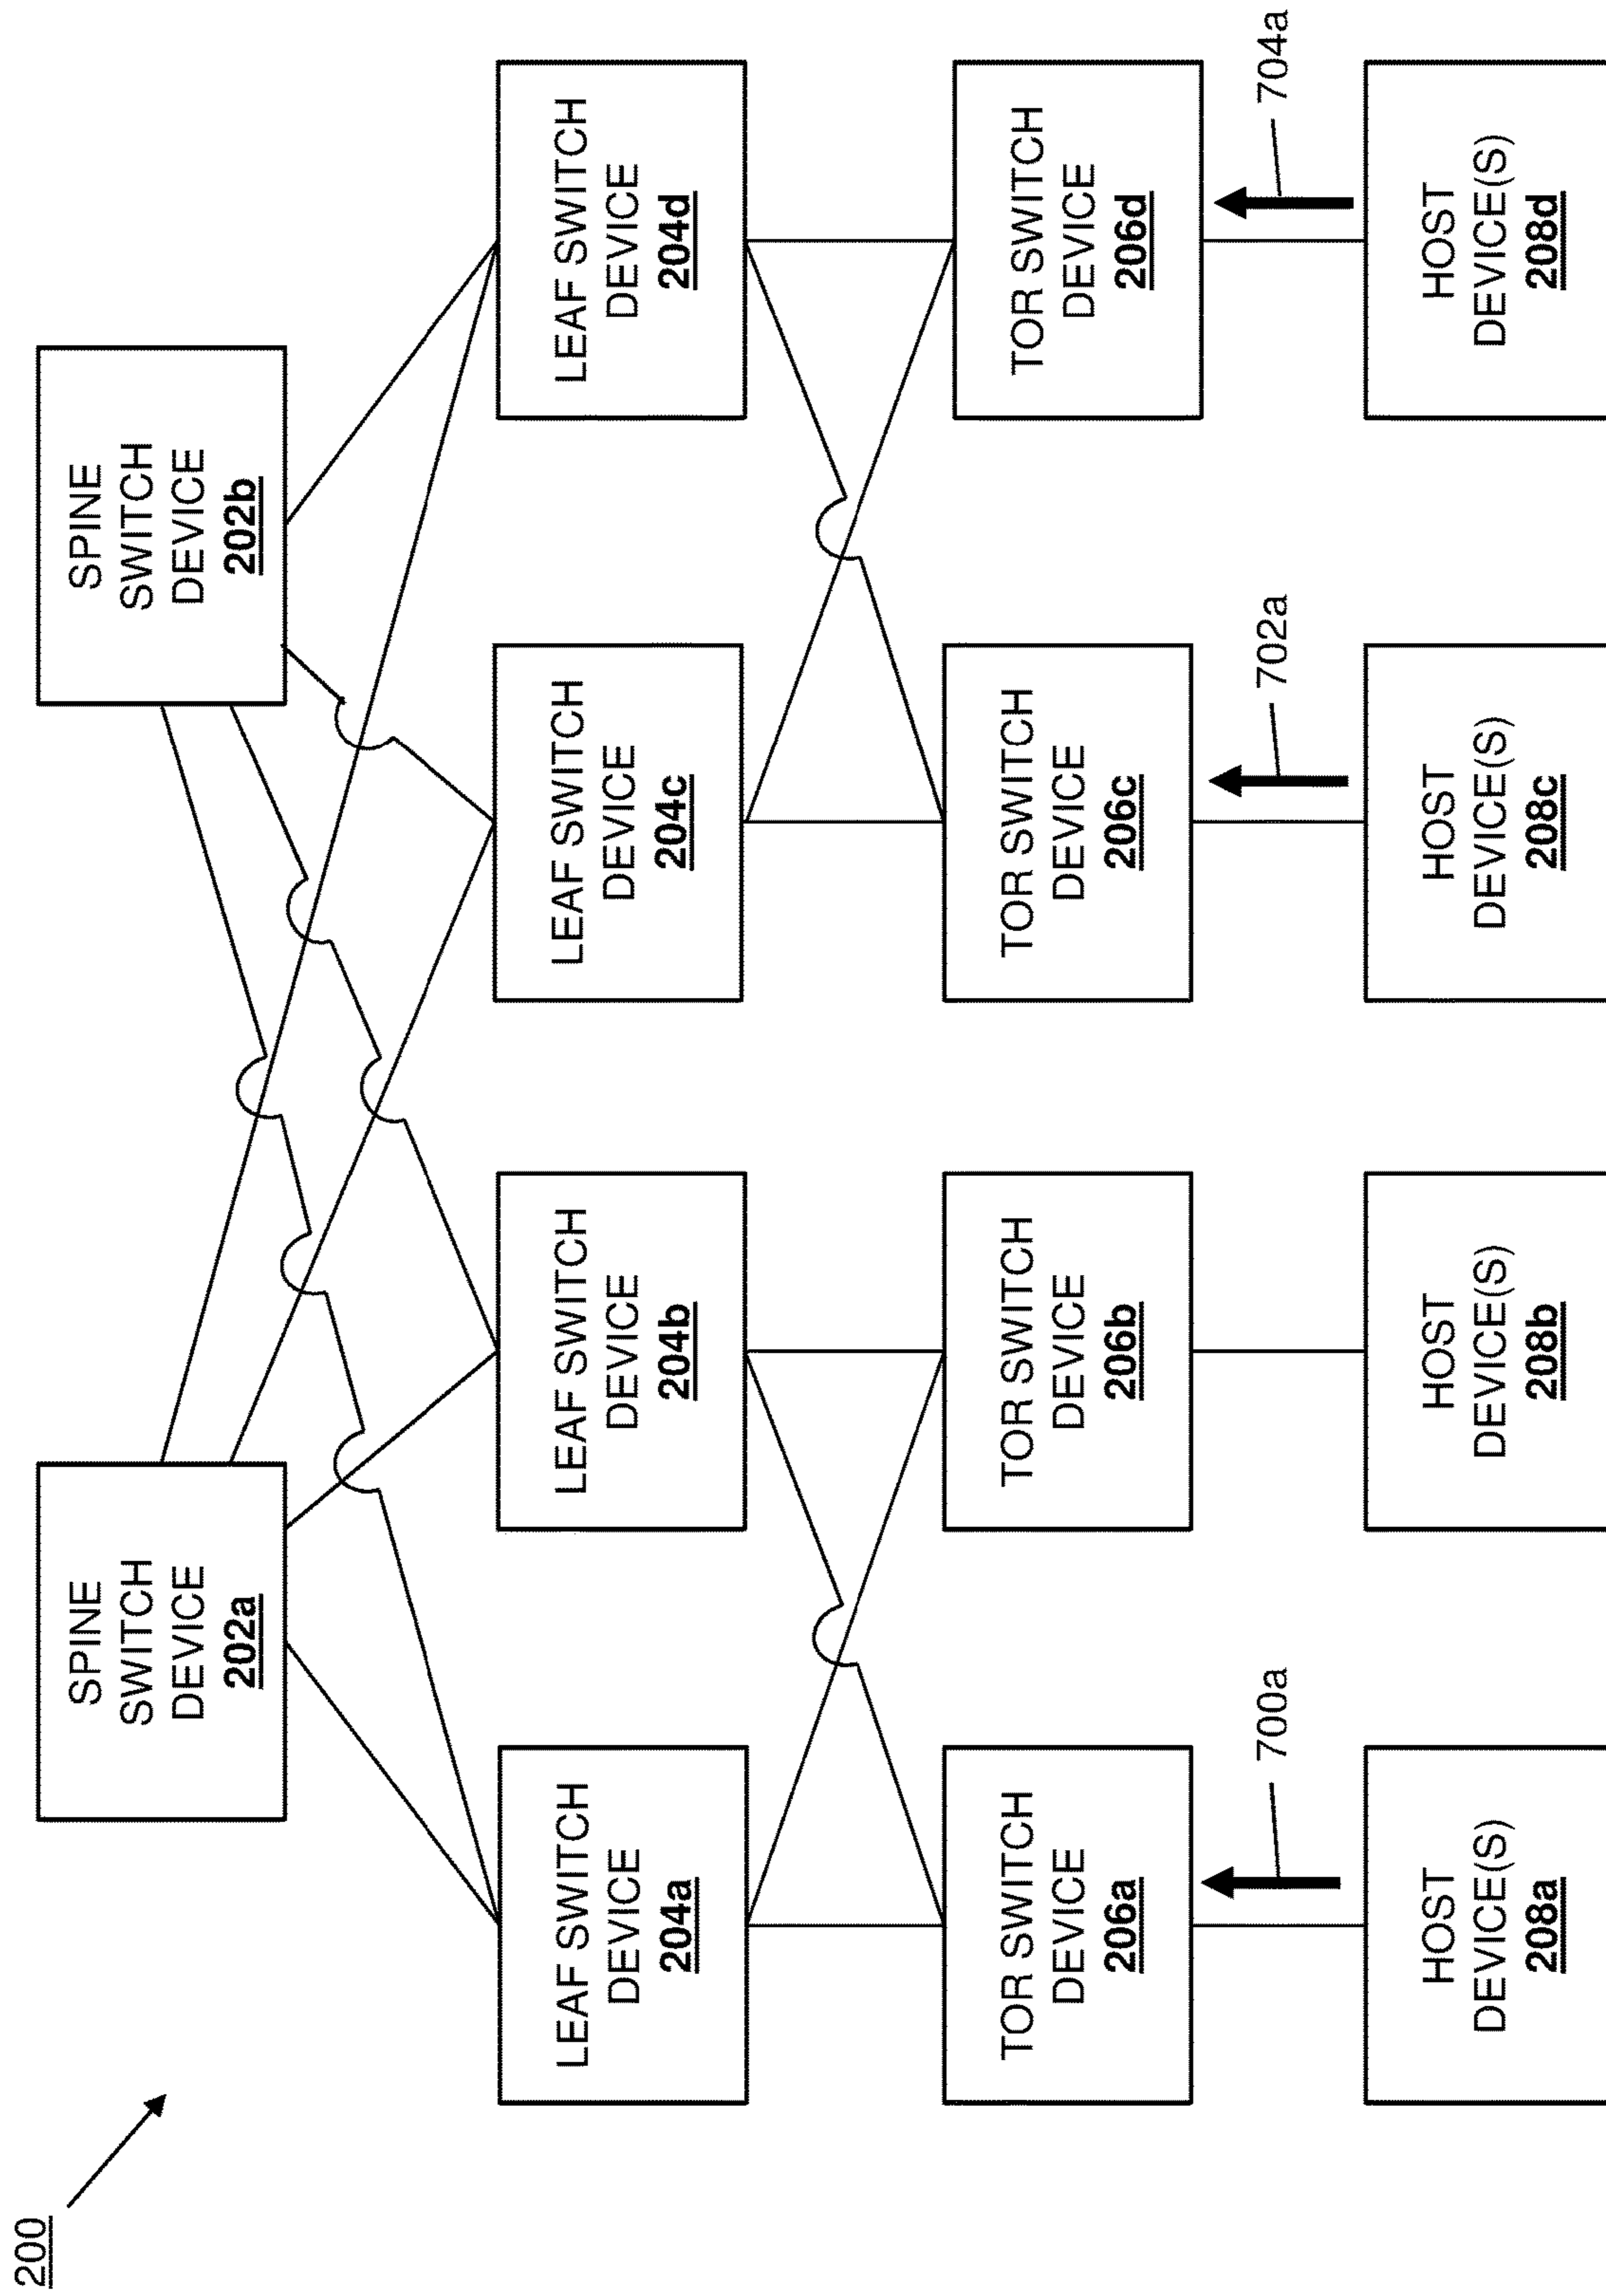 200
SPINE
SWITCH
DEVICE
202a
SPINE
SWITCH
DEVICE
202b
LEAF SWITCH
DEVICE
204a
LEAF SWITCH
DEVICE
204b
LEAF SWITCH
DEVICE
204c
LEAF SWITCH
DEVICE
204d
TOR SWITCH
DEVICE
206a
TOR SWITCH
DEVICE
206b
TOR SWITCH
DEVICE
206c
TOR SWITCH
DEVICE
206d
700a
702a
704a
HOST
DEVICE(S)
208a
HOST
DEVICE(S)
208b
HOST
DEVICE(S)
208c
HOST
DEVICE(S)
208d